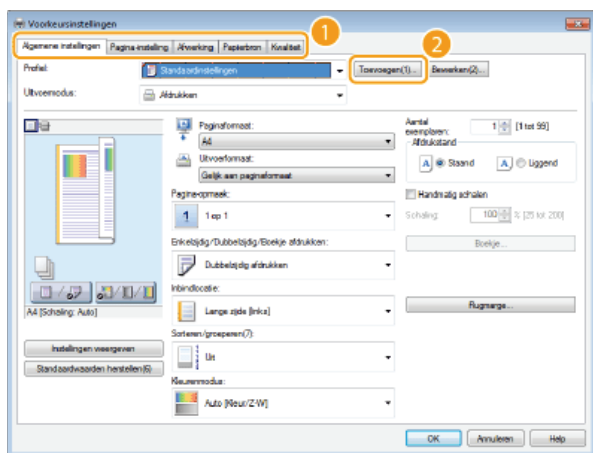 Voorkeursinstellingen
1
Algemene instellingen Pagina-instelling Afwerking Papierbron Kwaliteit
2
Profiel: Standaardinstellingen Toevoegen(1)... Bewerken(2)...
Uitvoermodus: Afdrukken
Paginaformaat:
A4
Uitvoerformaat:
Gelijk aan paginaformaat
Pagina-opmaak:
1 1 op 1
Enkelzijdig/Dubbelzijdig/Boekje afdrukken:
Dubbelzijdig afdrukken
Inbindlocatie:
Lange zijde [links]
Sorteren/groeperen(7):
Uit
Kleurenmodus:
Auto [Kleur/Z-W]
Aantal exemplaren: 1 [1 tot 99]
Afdrukstand
A Staand A Liggend
Handmatig schalen
Schaling: 100 % [25 tot 200]
Boekje...
Rugmarge...
A4 [Schaling: Auto]
Instellingen weergeven
Standaardwaarden herstellen(6)
OK Annuleren Help